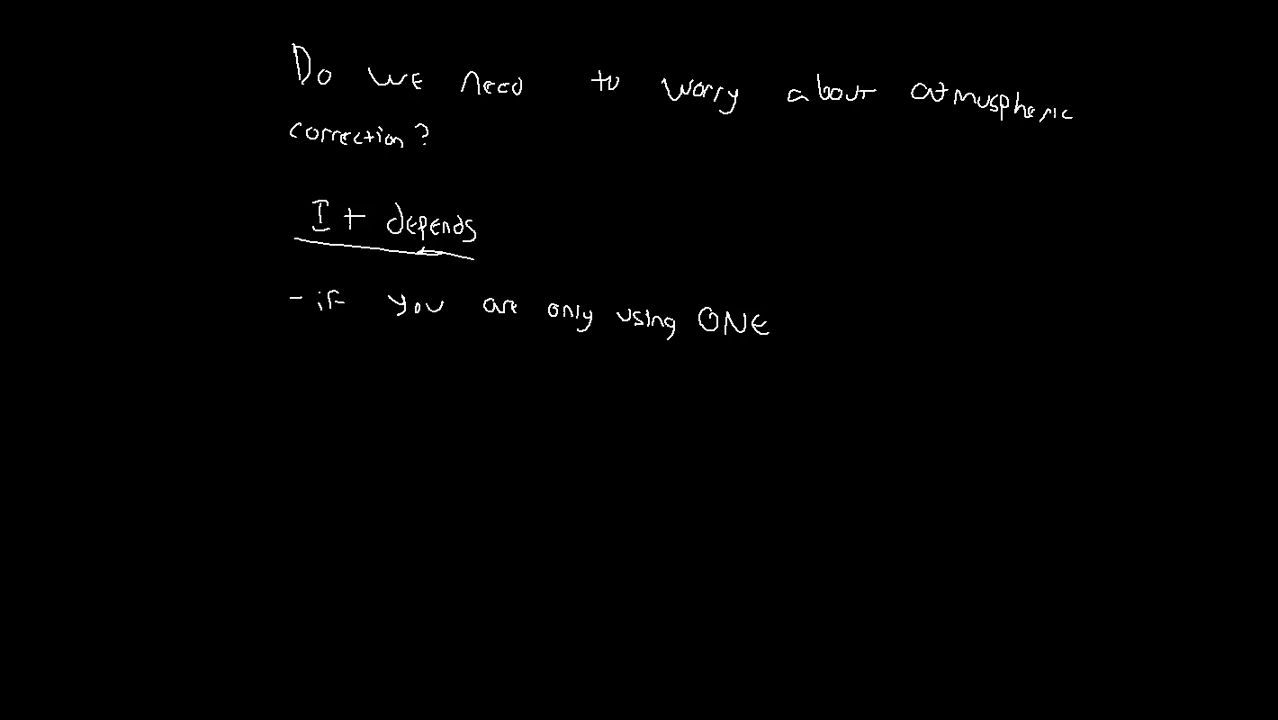 Do we need to worry about atmospheric
correction?
It depends
- if you are only using ONE